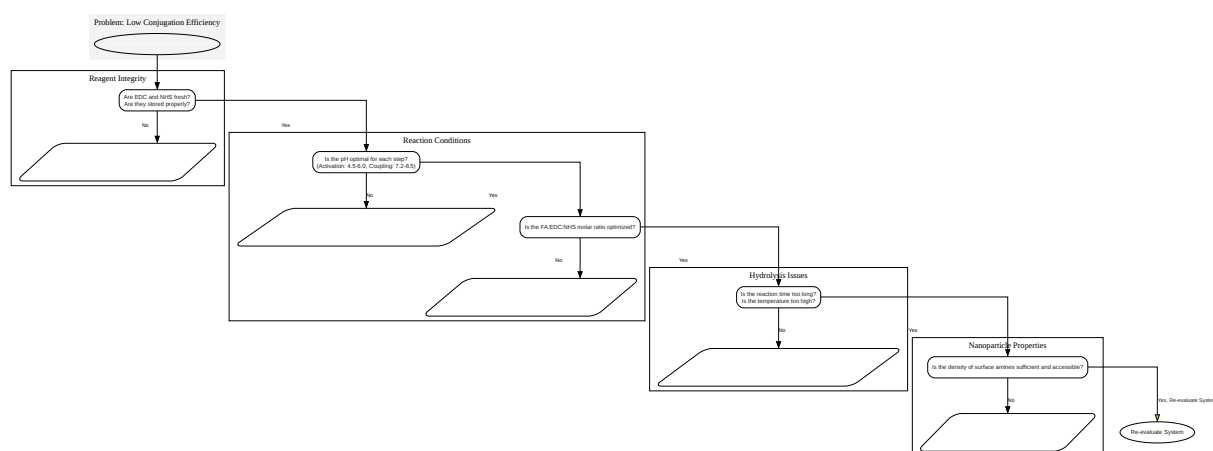 Problem: Low Conjugation Efficiency
Reagent Integrity
Are EDC and NHS fresh?
Are they stored properly?
No
Yes
Reaction Conditions
Is the pH optimal for each step?
(Activation: 4.5-6.0, Coupling: 7.2-8.5)
No
Yes
Is the FA:EDC:NHS molar ratio optimized?
No
Yes
Hydrolysis Issues
Is the reaction time too long?
Is the temperature too high?
No
Yes
Nanoparticle Properties
Is the density of surface amines sufficient and accessible?
No
Yes, Re-evaluate Syste
Re-evaluate System